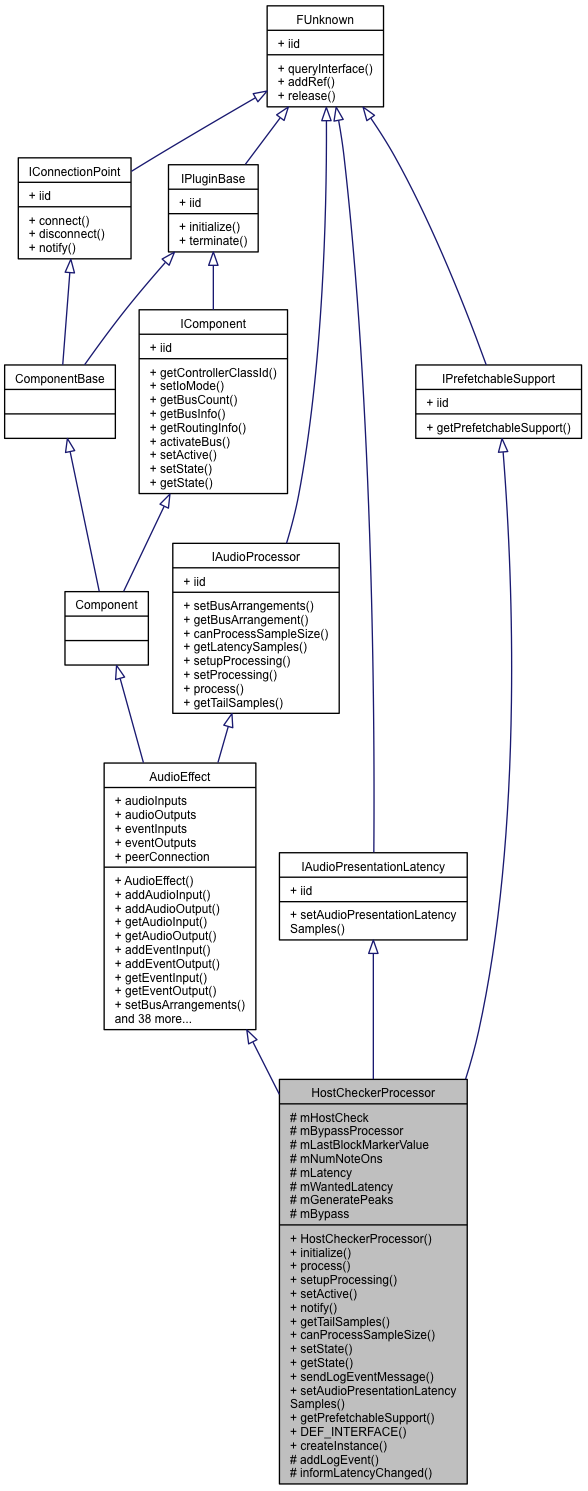 FUnknown
+ iid
+ queryInterface()
+ addRef()
+ release()
IConnectionPoint
+ iid
+ connect()
+ disconnect()
+ notify()
IPluginBase
+ iid
+ initialize()
+ terminate()
IComponent
+ iid
+ getControllerClassId()
+ setIoMode()
+ getBusCount()
+ getBusInfo()
+ getRoutingInfo()
+ activateBus()
+ setActive()
+ setState()
+ getState()
ComponentBase
IPrefetchableSupport
+ iid
+ getPrefetchableSupport()
IAudioProcessor
+ iid
+ setBusArrangements()
+ getBusArrangement()
+ canProcessSampleSize()
+ getLatencySamples()
+ setupProcessing()
+ setProcessing()
+ process()
+ getTailSamples()
Component
AudioEffect
+ audioInputs
+ audioOutputs
+ eventInputs
+ eventOutputs
+ peerConnection
+ AudioEffect()
+ addAudioInput()
+ addAudioOutput()
+ getAudioInput()
+ getAudioOutput()
+ addEventInput()
+ addEventOutput()
+ getEventInput()
+ getEventOutput()
+ setBusArrangements()
and 38 more...
IAudioPresentationLatency
+ iid
+ setAudioPresentationLatency
Samples()
HostCheckerProcessor
# mHostCheck
# mBypassProcessor
# mLastBlockMarkerValue
# mNumNoteOns
# mLatency
# mWantedLatency
# mGeneratePeaks
# mBypass
+ HostCheckerProcessor()
+ initialize()
+ process()
+ setupProcessing()
+ setActive()
+ notify()
+ getTailSamples()
+ canProcessSampleSize()
+ setState()
+ getState()
+ sendLogEventMessage()
+ setAudioPresentationLatency
Samples()
+ getPrefetchableSupport()
+ DEF_INTERFACE()
+ createInstance()
# addLogEvent()
# informLatencyChanged()